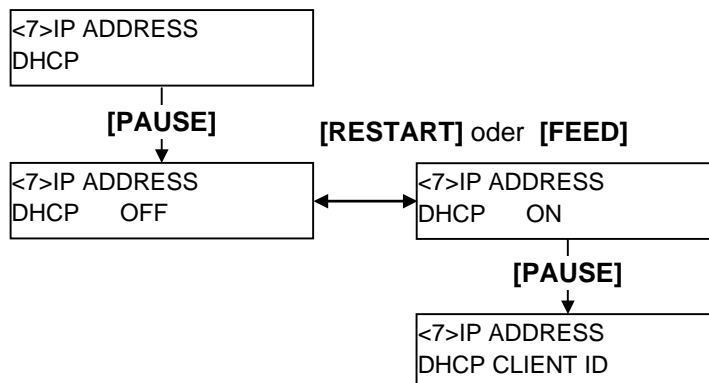 <7>IP ADDRESS
DHCP
[PAUSE]
[RESTART] oder [FEED]
<7>IP ADDRESS
DHCP OFF
<7>IP ADDRESS
DHCP ON
[PAUSE]
<7>IP ADDRESS
DHCP CLIENT ID